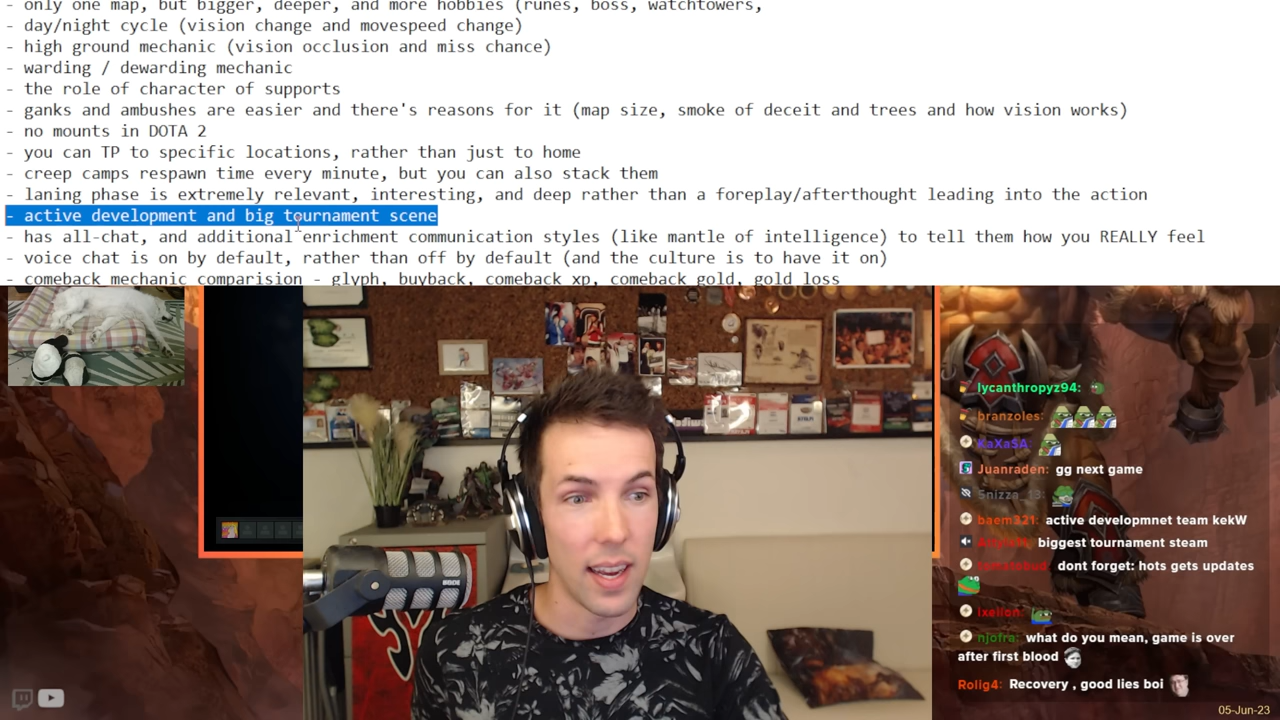 - only one map, but bigger, deeper, and more hobbies (runes, boss, watchtowers,
- day/night cycle (vision change and movespeed change)
- high ground mechanic (vision occlusion and miss chance)
- warding / dewarding mechanic
- the role of character of supports
- ganks and ambushes are easier and there's reasons for it (map size, smoke of deceit and trees and how vision works)
- no mounts in DOTA 2
- you can TP to specific locations, rather than just to home
- creep camps respawn time every minute, but you can also stack them
- laning phase is extremely relevant, interesting, and deep rather than a foreplay/afterthought leading into the action
- active development and big tournament scene
- has all-chat, and additional enrichment communication styles (like mantle of intelligence) to tell them how you REALLY feel
- voice chat is on by default, rather than off by default (and the culture is to have it on)
- comeback mechanic comparision - glyph, buyback, comeback xp, comeback gold, gold loss
lycanthropyz94:
branzoles:
KaXaSA:
Juanraden: gg next game
Snizza_13:
baem321: active developmnet team kekW
biggest tournament steam
dont forget: hots gets updates
Ixelion:
njofra: what do you mean, game is over
after first blood
Rolig4: Recovery , good lies boi
RODE
05-Jun-23